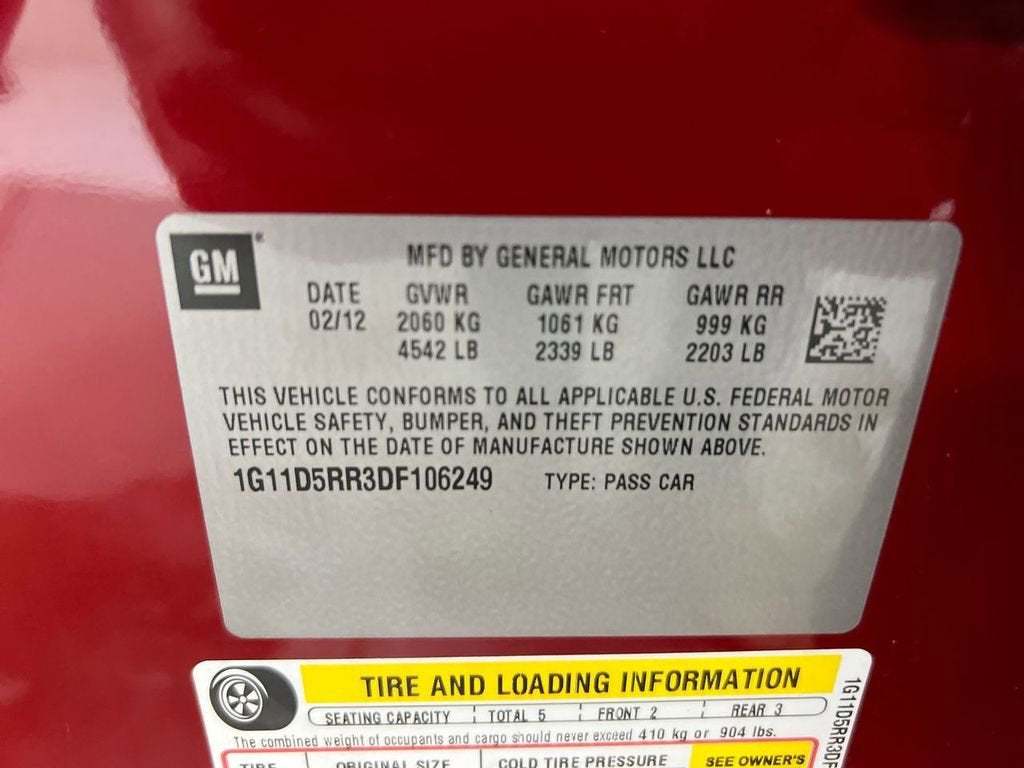 GM®
MFD BY GENERAL MOTORS LLC
DATE GVWR GAWR FRT GAWR RR
02/12 2060 KG 1061 KG 999 KG
4542 LB 2339 LB 2203 LB
THIS VEHICLE CONFORMS TO ALL APPLICABLE U.S. FEDERAL MOTOR
VEHICLE SAFETY, BUMPER, AND THEFT PREVENTION STANDARDS IN
EFFECT ON THE DATE OF MANUFACTURE SHOWN ABOVE.
1G11D5RR3DF106249 TYPE: PASS CAR
TIRE AND LOADING INFORMATION
SEATING CAPACITY TOTAL 5 FRONT 2 REAR 3
The combined weight of occupants and cargo should never exceed 410 kg or 904 lbs.
TIRE ORIGINAL SIZE COLD TIRE PRESSURE SEE OWNER'S
1G11D5RR3DF